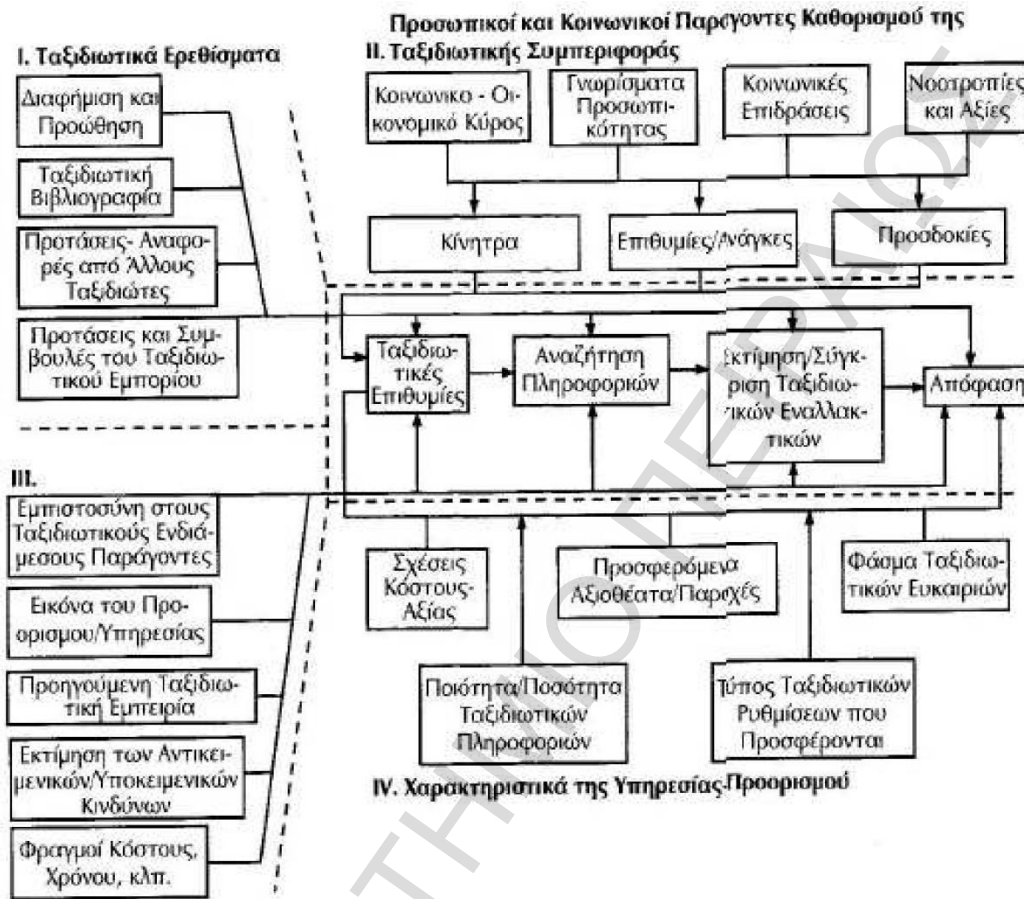 Προσωπικοί και Κοινωνικοί Παράγοντες Καθορισμού της
I. Ταξιδιωτικά Ερεθίσματα
II. Ταξιδιωτικής Συμπεριφοράς
Διαφήμιση και
Προώθηση
Ταξιδιωτική
Βιβλιογραφία
Προτάσεις- Αναφο-
ρές από Άλλους
Ταξιδιώτες
Προτάσεις και Συμ-
βουλές του Ταξιδιω-
τικού Εμπορίου
Κοινωνικο - Οι-
κονομικό Κύρος
Γνωρίσματα
Προσωπι-
κότητας
Κοινωνικές
Επιδράσεις
Νοοτροπίες
και Αξίες
Κίνητρα
Επιθυμίες/Ανάγκες
Προσδοκίες
Ταξιδιω-
τικές
Επιθυμίες
Αναζήτηση
Πληροφοριών
Εκτίμηση/Σύγκ-
ριση Ταξιδιω-
τικών Εναλλακ-
τικών
Απόφαση
III.
Εμπιστοσύνη στους
Ταξιδιωτικούς Ενδιά-
μεσους Παράγοντες
Εικόνα του Προ-
ορισμου/Υπηρεσίας
Προηγούμενη Ταξιδιω-
τική Εμπειρία
Εκτίμηση των Αντικει-
μενικών/Υποκειμενικών
Κινδύνων
Φραγμοί Κόστους,
Χρόνου, κλπ.
Σχέσεις
Κόστους-
Αξίας
Προσφερόμενα
Αξιοθέατα/Παροχές
Φάσμα Ταξιδιω-
τικών Ευκαιριών
Ποιότητα/Ποσότητα
Ταξιδιωτικών
Πληροφοριών
Τύπος Ταξιδιωτικών
Ρυθμίσεων που
Προσφέρονται
IV. Χαρακτηριστικά της Υπηρεσίας-Προορισμού
ΤΗΜΙΟ ΠΕΙΡΑΙΩΣ